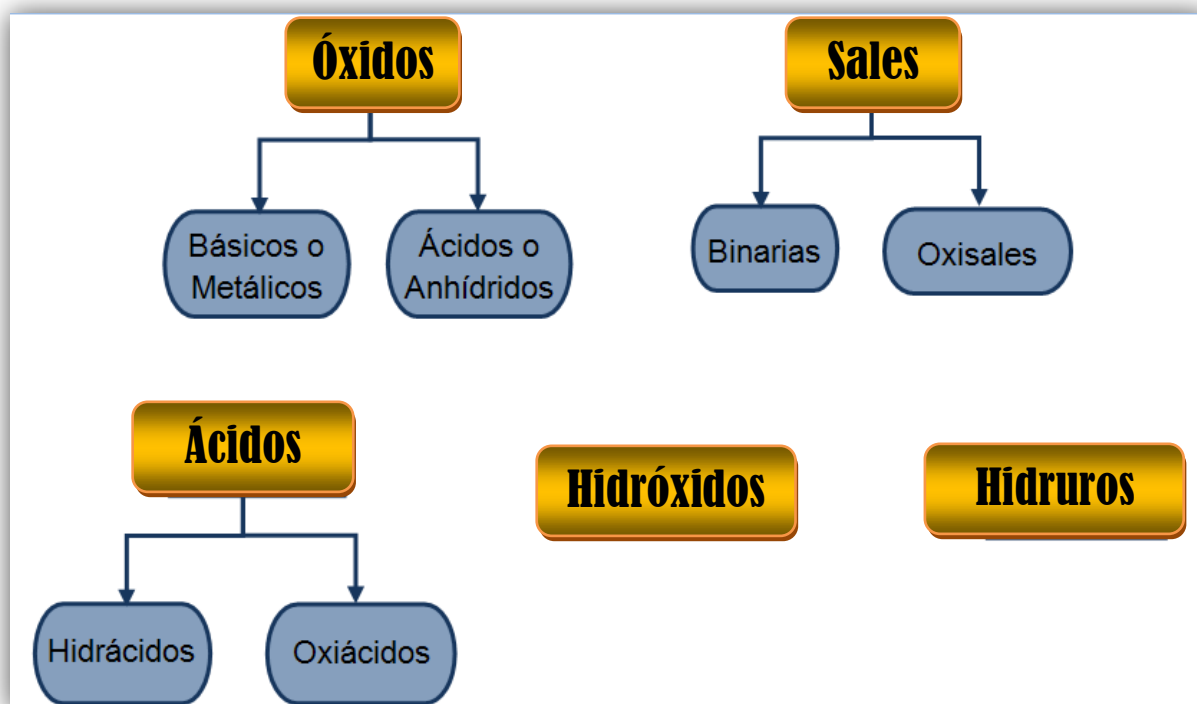 Óxidos
Básicos o
Metálicos
Ácidos o
Anhídridos
Sales
Binarias
Oxisales
Ácidos
Hidrácidos
Oxiácidos
Hidróxidos
Hidruros